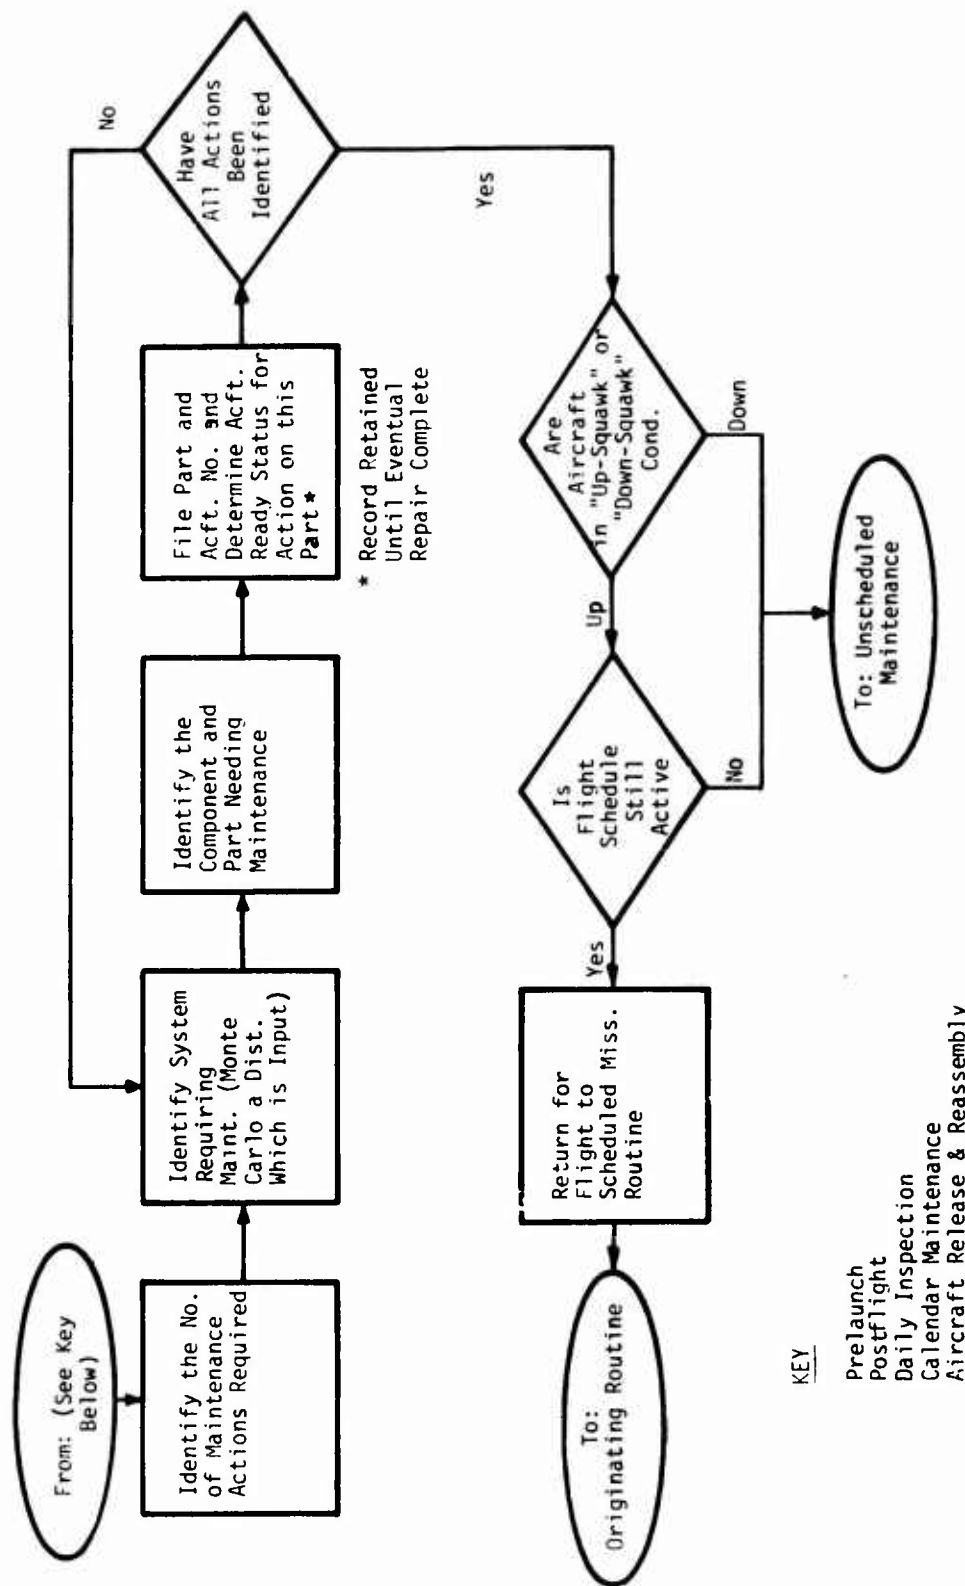 From: (See Key
Below)
Identify the No.
of Maintenance
Actions Required
Identify System
Requiring
Maint. (Monte
Carlo a Dist.
Which is Input)
Identify the
Component and
Part Needing
Maintenance
File Part and
Acft. No. and
Determine Acft.
Ready Status for
Action on this
Part*
* Record Retained
Until Eventual
Repair Complete
Have
All Actions
Been
Identified
No
Yes
Are
Aircraft
in "Up-Squawk" or
"Down-Squawk"
Cond.
Up
Down
Is
Flight
Schedule
Still
Active
Yes
No
Return for
Flight to
Scheduled Miss.
Routine
To:
Originating Routine
To: Unscheduled
Maintenance
KEY
Prelaunch
Postflight
Daily Inspection
Calendar Maintenance
Aircraft Release & Reassembly